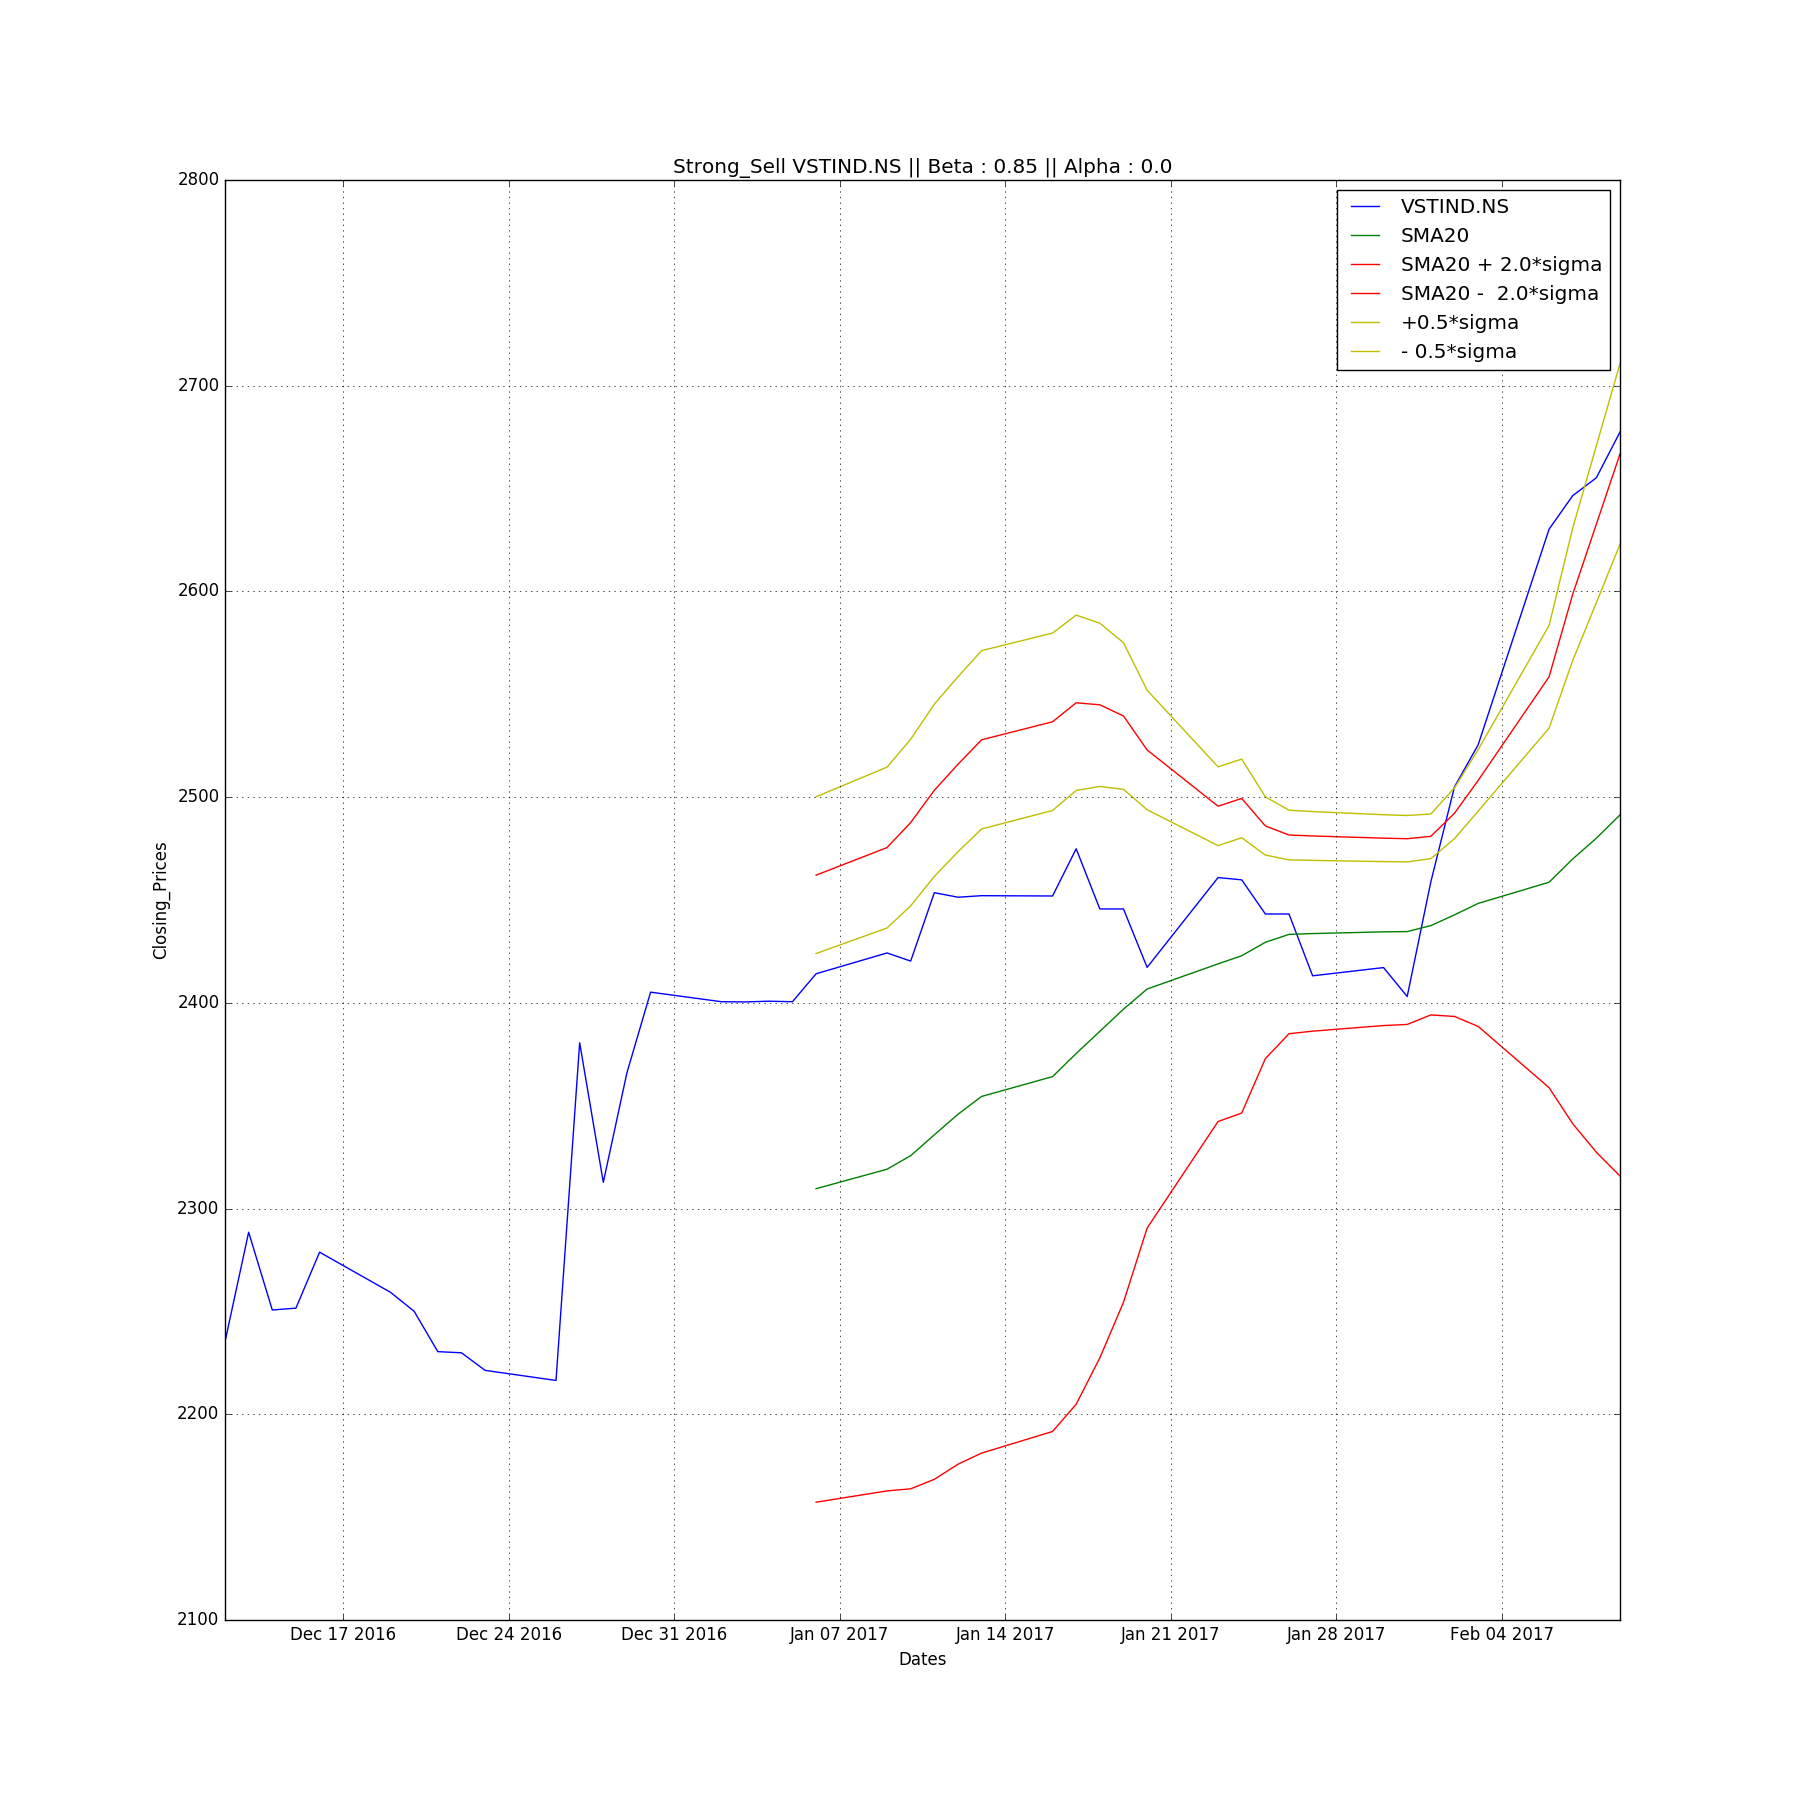 Strong_Sell VSTIND.NS || Beta : 0.85 || Alpha : 0.0
2800
2700
2600
2500
2400
2300
2200
2100
Closing_Prices
VSTIND.NS
SMA20
SMA20 + 2.0*sigma
SMA20 -  2.0*sigma
+0.5*sigma
- 0.5*sigma
Dec 17 2016
Dec 24 2016
Dec 31 2016
Jan 07 2017
Jan 14 2017
Jan 21 2017
Jan 28 2017
Feb 04 2017
Dates